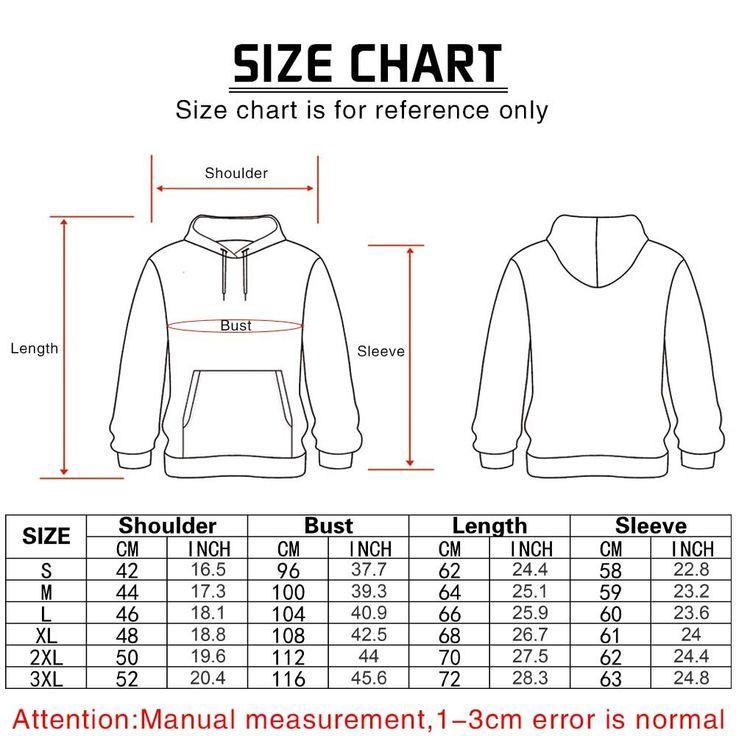 SIZE CHART
Size chart is for reference only
Shoulder
Bust
Length
Sleeve
SIZE Shoulder Bust Length Sleeve
CM INCH CM INCH CM INCH CM INCH
S 42 16.5 96 37.7 62 24.4 58 22.8
M 44 17.3 100 39.3 64 25.1 59 23.2
L 46 18.1 104 40.9 66 25.9 60 23.6
XL 48 18.8 108 42.5 68 26.7 61 24
2XL 50 19.6 112 44 70 27.5 62 24.4
3XL 52 20.4 116 45.6 72 28.3 63 24.8
Attention:Manual measurement,1-3cm error is normal